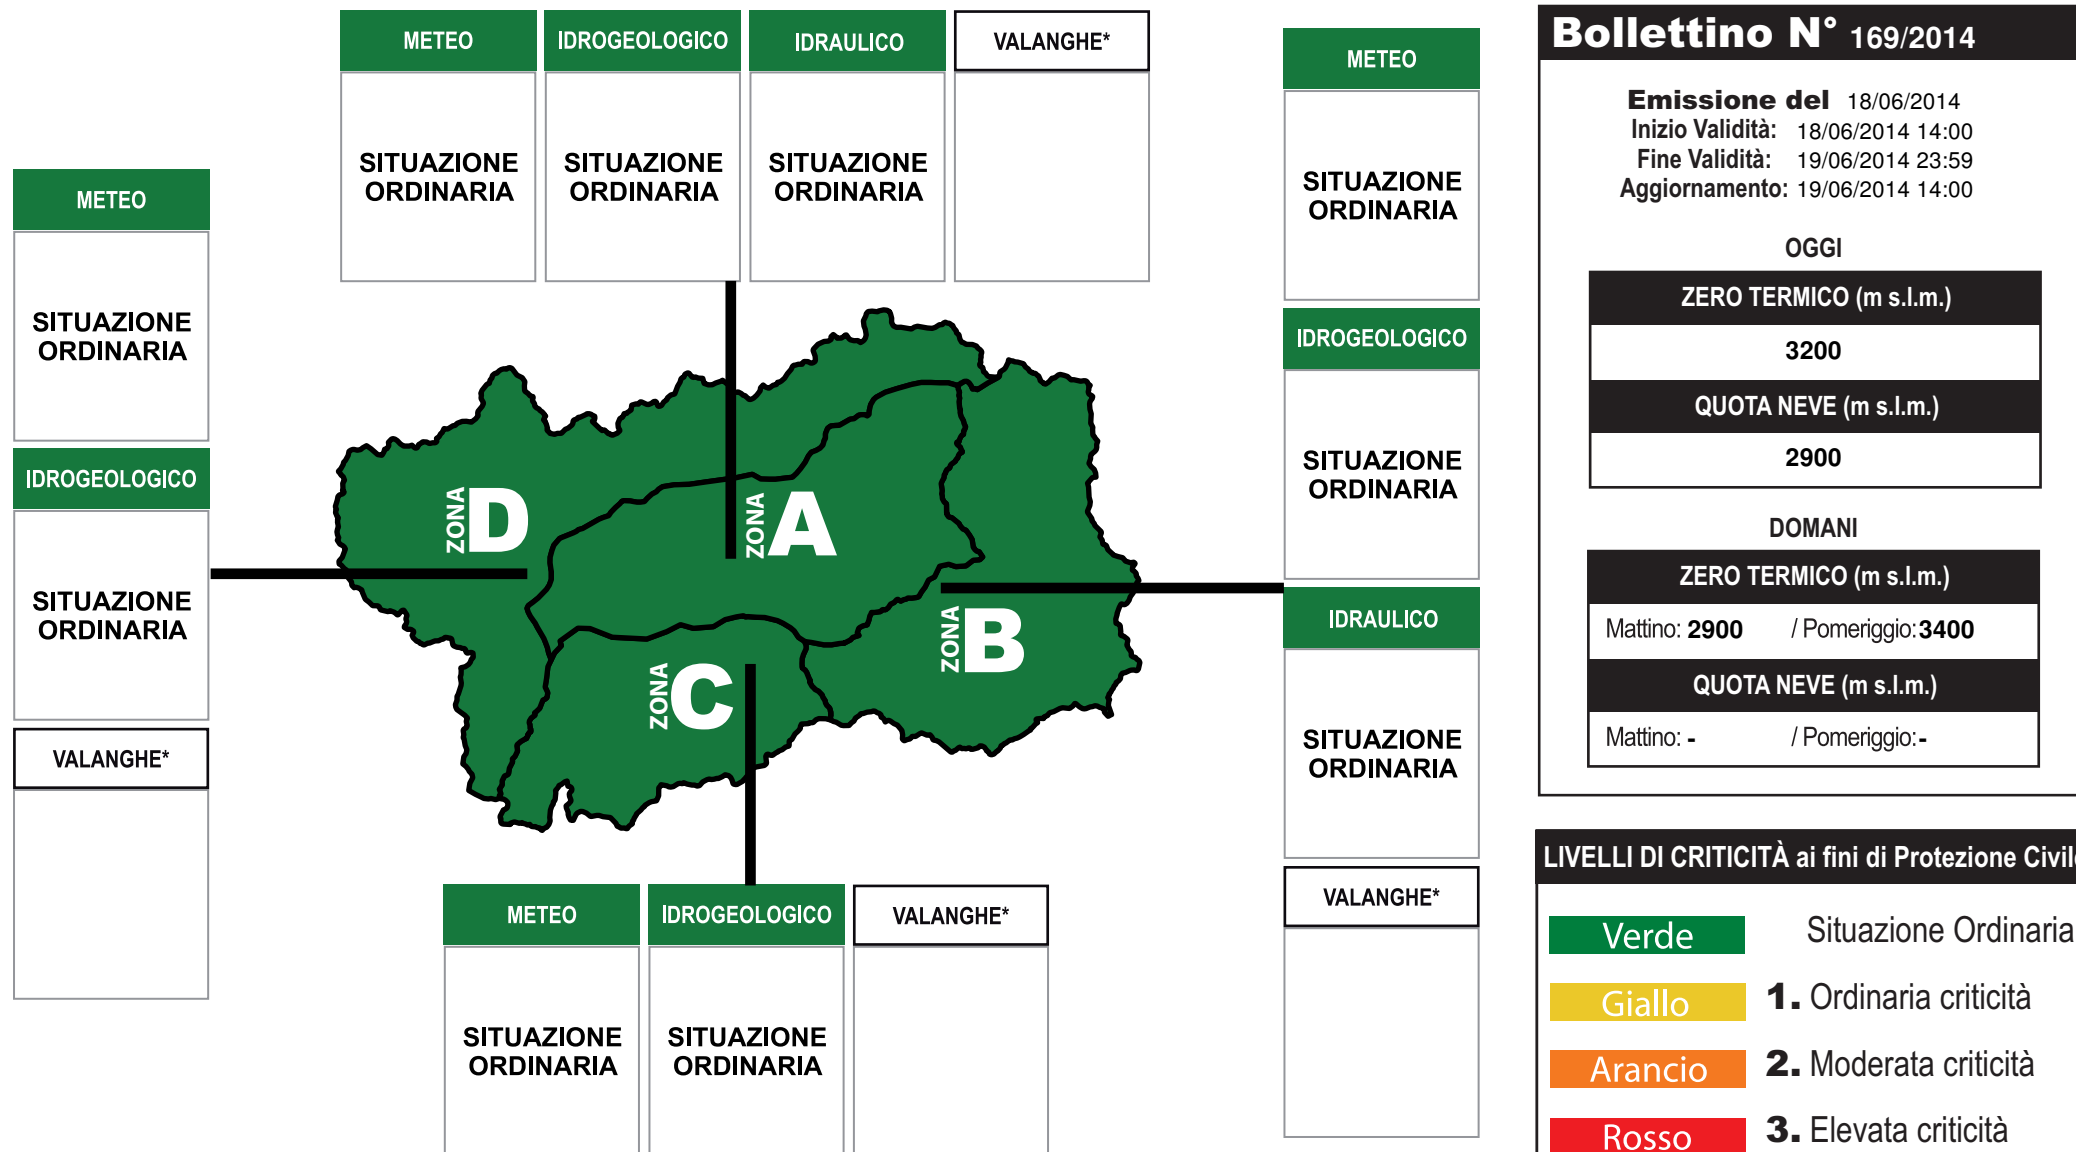 METEO
IDROGEOLOGICO
IDRAULICO
VALANGHE*
SITUAZIONE
ORDINARIA
SITUAZIONE
ORDINARIA
SITUAZIONE
ORDINARIA
METEO
SITUAZIONE
ORDINARIA
IDROGEOLOGICO
SITUAZIONE
ORDINARIA
VALANGHE*
ZONA D
ZONA A
ZONA B
ZONA C
METEO
SITUAZIONE
ORDINARIA
IDROGEOLOGICO
SITUAZIONE
ORDINARIA
IDRAULICO
SITUAZIONE
ORDINARIA
VALANGHE*
METEO
IDROGEOLOGICO
VALANGHE*
SITUAZIONE
ORDINARIA
SITUAZIONE
ORDINARIA
Bollettino N° 169/2014
Emissione del 18/06/2014
Inizio Validità: 18/06/2014 14:00
Fine Validità: 19/06/2014 23:59
Aggiornamento: 19/06/2014 14:00
OGGI
ZERO TERMICO (m s.l.m.)
3200
QUOTA NEVE (m s.l.m.)
2900
DOMANI
ZERO TERMICO (m s.l.m.)
Mattino: 2900 / Pomeriggio: 3400
QUOTA NEVE (m s.l.m.)
Mattino: - / Pomeriggio: -
LIVELLI DI CRITICITÀ ai fini di Protezione Civile
Verde Situazione Ordinaria
Giallo 1. Ordinaria criticità
Arancio 2. Moderata criticità
Rosso 3. Elevata criticità